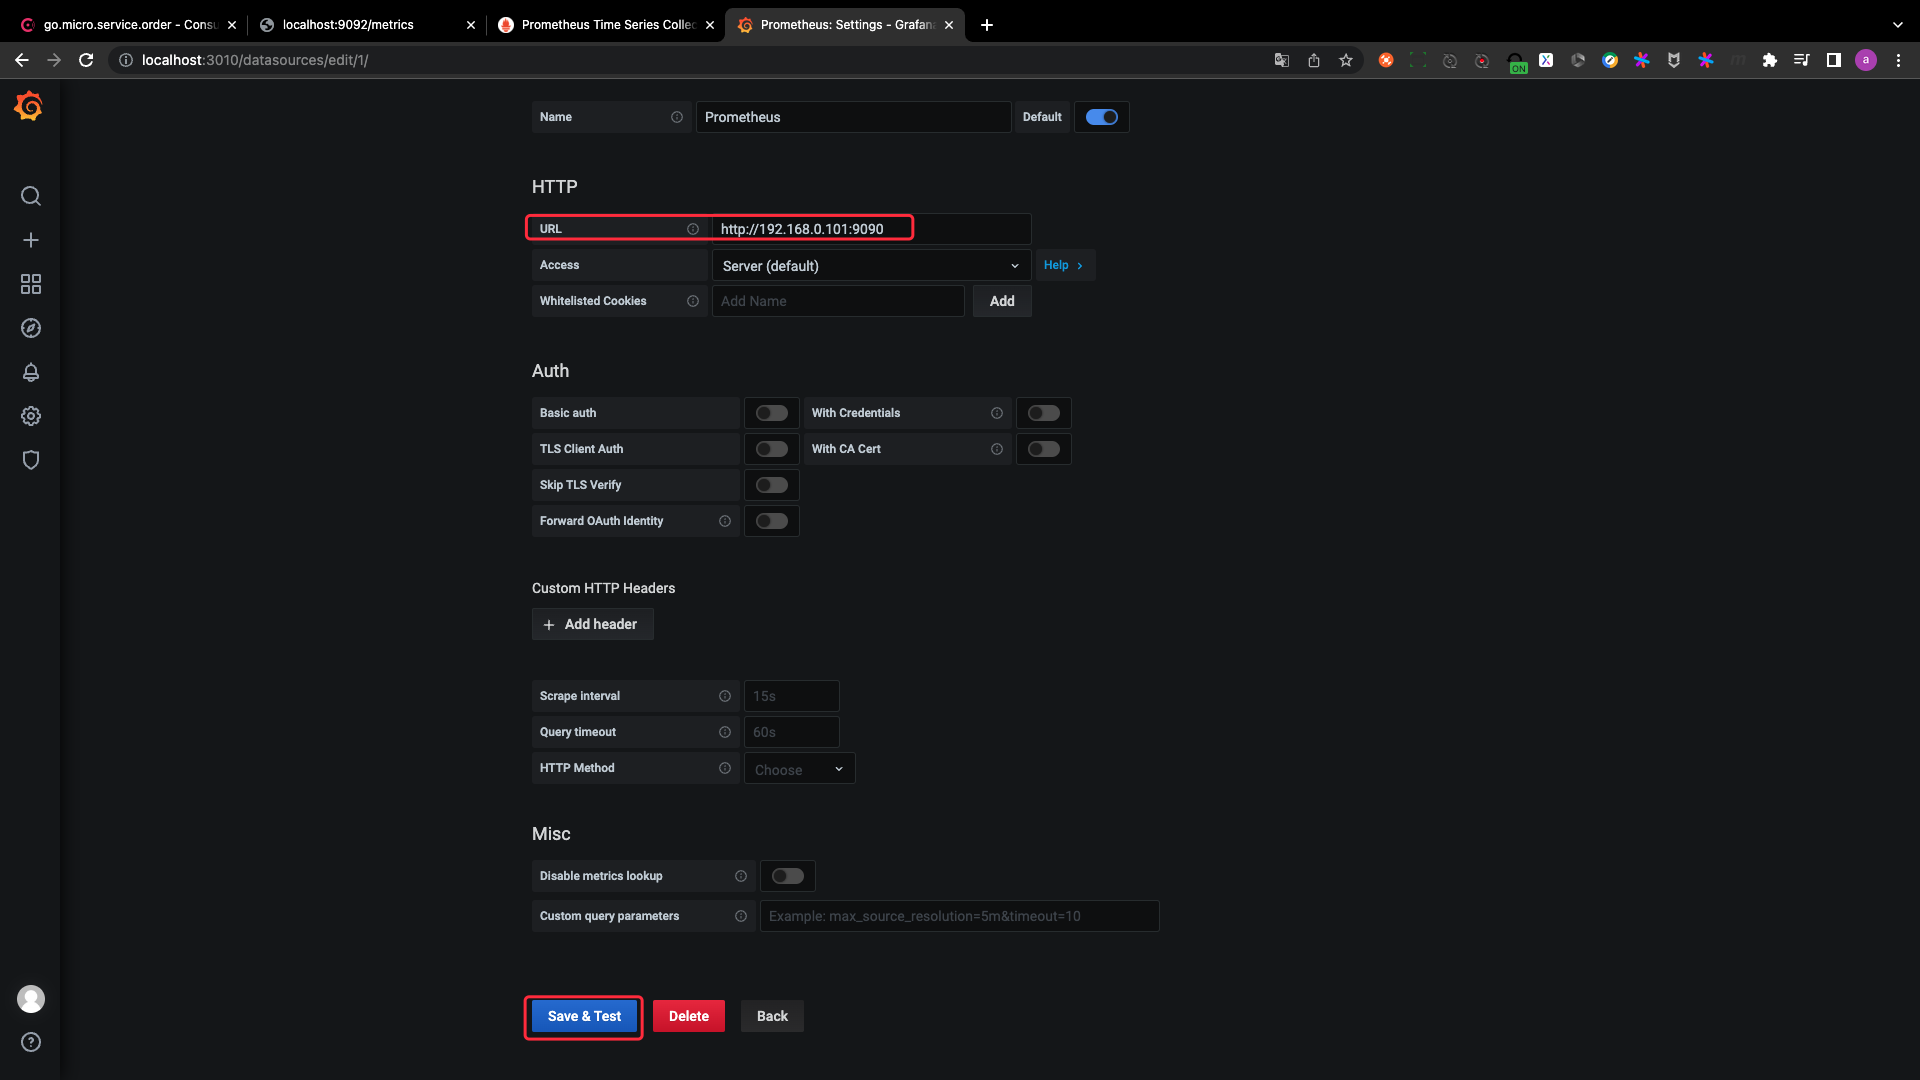 go.micro.service.order - Consu
localhost:9092/metrics
Prometheus Time Series Collec
Prometheus: Settings - Grafana
localhost:3010/datasources/edit/1/
ON
a
Name
Prometheus
Default
HTTP
URL
http://192.168.0.101:9090
Access
Server (default)
Help
Whitelisted Cookies
Add Name
Add
Auth
Basic auth
With Credentials
TLS Client Auth
With CA Cert
Skip TLS Verify
Forward OAuth Identity
Custom HTTP Headers
Add header
Scrape interval
15s
Query timeout
60s
HTTP Method
Choose
Misc
Disable metrics lookup
Custom query parameters
Example: max_source_resolution=5m&timeout=10
Save & Test
Delete
Back